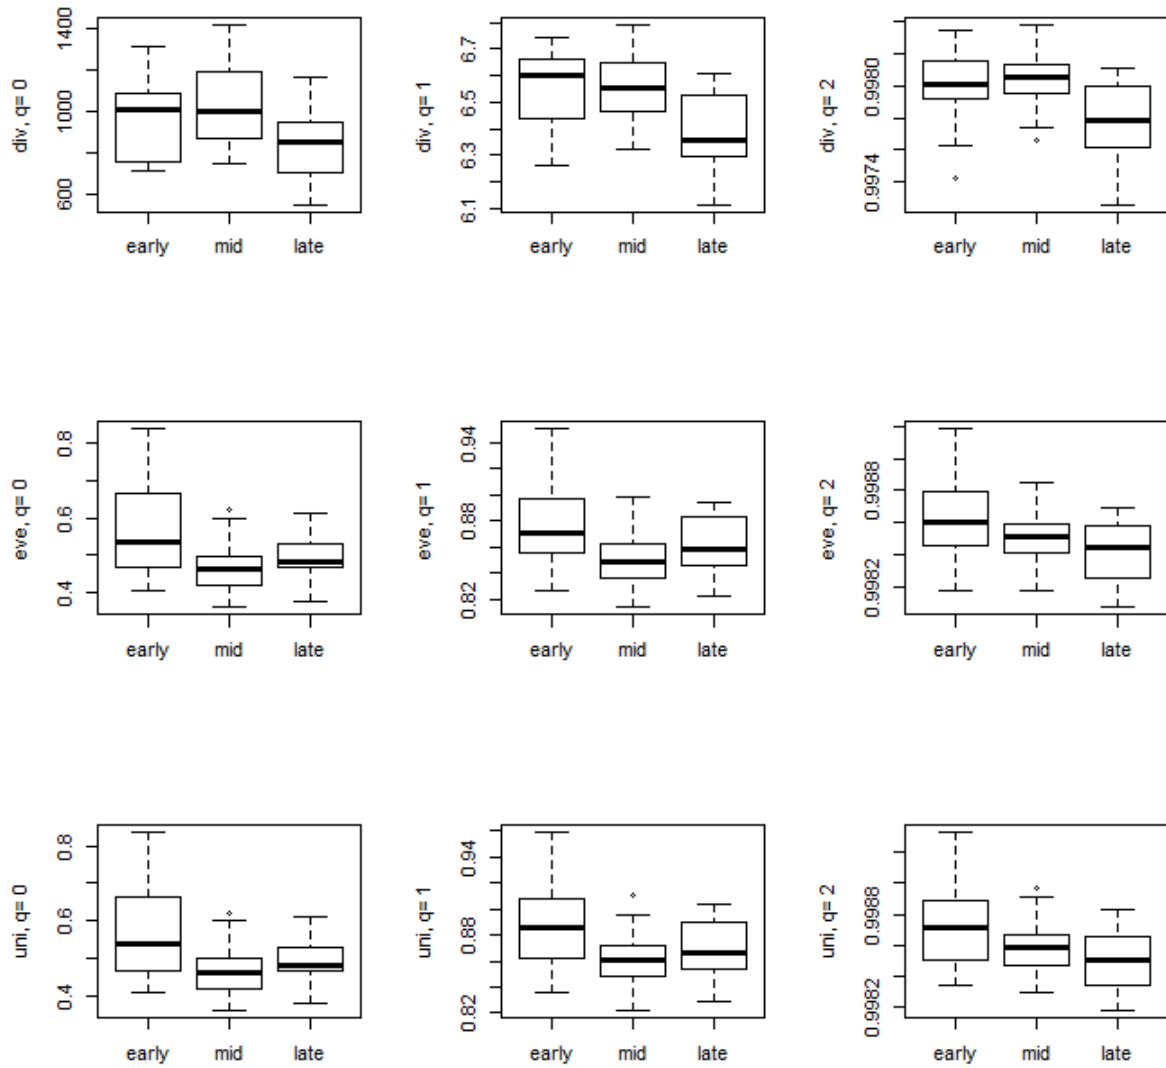 div, q= 0
1400
1000
600
early mid late
div, q= 1
6.7
6.5
6.3
6.1
early mid late
div, q= 2
0.9980
0.9974
early mid late
eve, q= 0
0.8
0.6
0.4
early mid late
eve, q= 1
0.94
0.88
0.82
early mid late
eve, q= 2
0.9988
0.9982
early mid late
uni, q= 0
0.8
0.6
0.4
early mid late
uni, q= 1
0.94
0.88
0.82
early mid late
uni, q= 2
0.9988
0.9982
early mid late